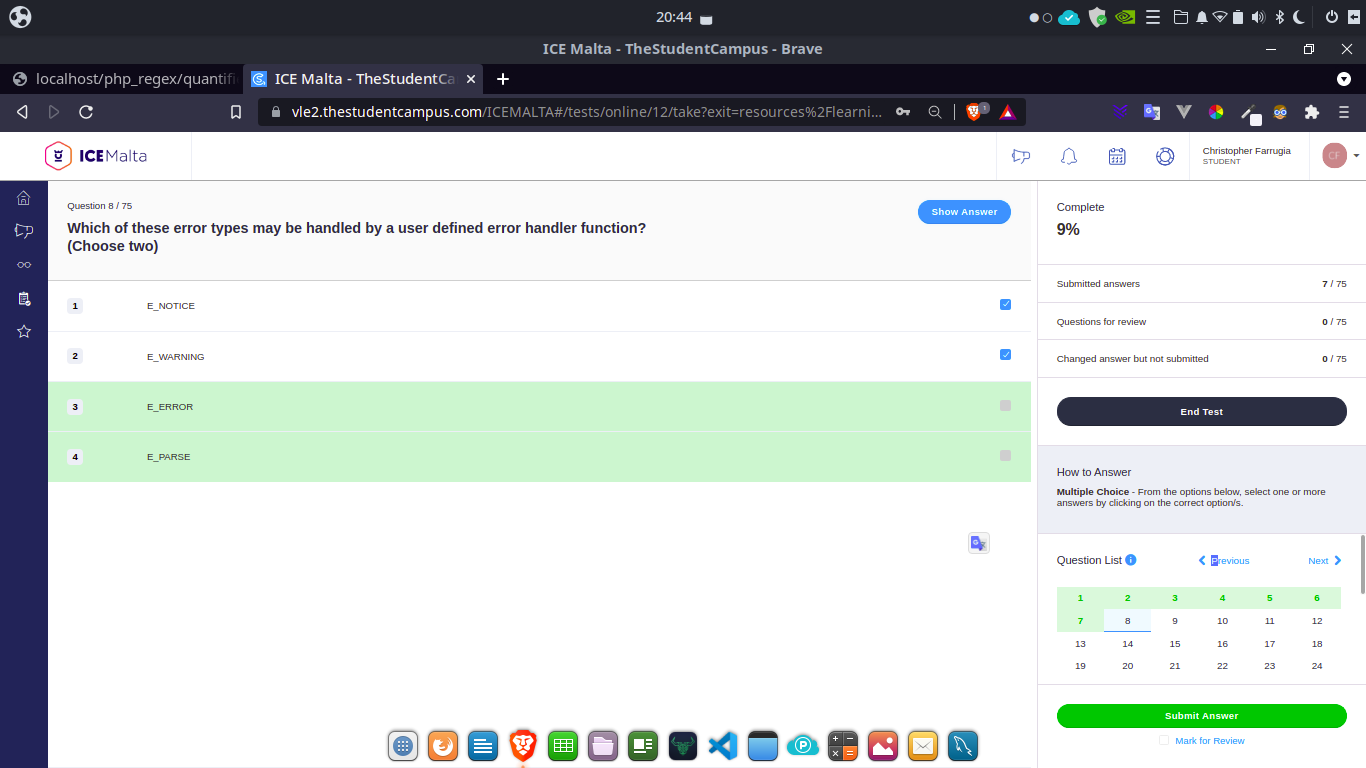 20:44
ICE Malta - TheStudentCampus - Brave
localhost/php_regex/quantifi
ICE Malta - TheStudentCa
vle2.thestudentcampus.com/ICEMALTA#/tests/online/12/take?exit=resources%2Flearni...
1
ICEMalta
Christopher Farrugia
STUDENT
CF
Question 8 / 75
Which of these error types may be handled by a user defined error handler function?
(Choose two)
Show Answer
1 E_NOTICE
2 E_WARNING
3 E_ERROR
4 E_PARSE
Complete
9%
Submitted answers 7 / 75
Questions for review 0 / 75
Changed answer but not submitted 0 / 75
End Test
How to Answer
Multiple Choice - From the options below, select one or more
answers by clicking on the correct option/s.
Question List Previous Next
1 2 3 4 5 6
7 8 9 10 11 12
13 14 15 16 17 18
19 20 21 22 23 24
Submit Answer
Mark for Review